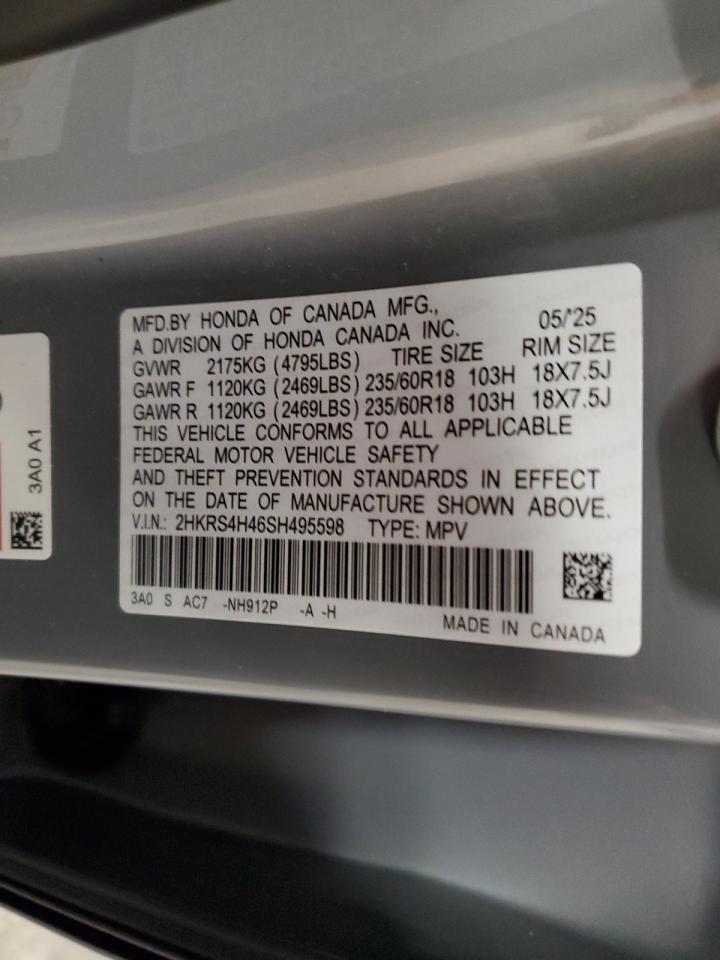 MFD.BY HONDA OF CANADA MFG., 05/'25
A DIVISION OF HONDA CANADA INC.
GVWR 2175KG (4795LBS) TIRE SIZE RIM SIZE
GAWR F 1120KG (2469LBS) 235/60R18 103H 18X7.5J
GAWR R 1120KG (2469LBS) 235/60R18 103H 18X7.5J
THIS VEHICLE CONFORMS TO ALL APPLICABLE
FEDERAL MOTOR VEHICLE SAFETY
AND THEFT PREVENTION STANDARDS IN EFFECT
ON THE DATE OF MANUFACTURE SHOWN ABOVE.
V.I.N.: 2HKRS4H46SH495598 TYPE: MPV
3A0 S AC7 -NH912P -A -H
MADE IN CANADA
3A0 A1